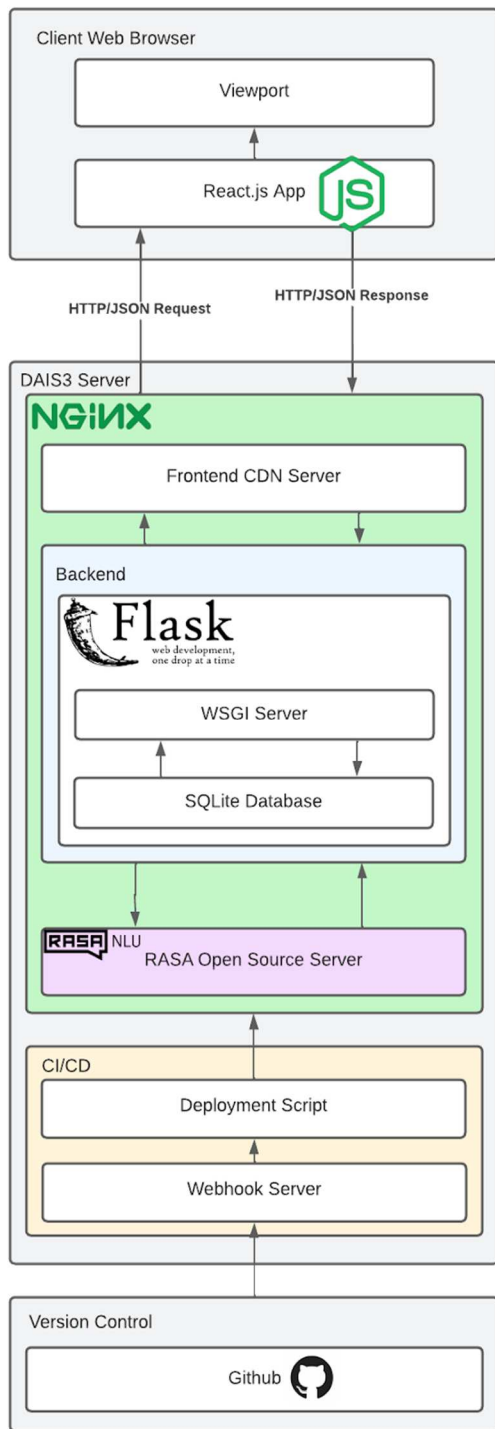 Client Web Browser
Viewport
React.js App
JS
HTTP/JSON Request
HTTP/JSON Response
DAIS3 Server
NGINX
Frontend CDN Server
Backend
Flask
web development,
one drop at a time
WSGI Server
SQLite Database
RASA NLU
RASA Open Source Server
CI/CD
Deployment Script
Webhook Server
Version Control
Github